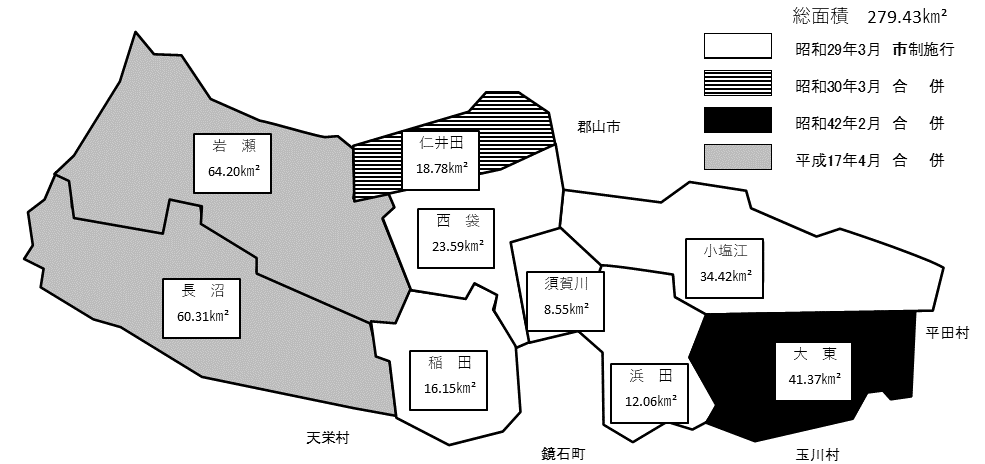 総面積 279.43㎢
昭和29年3月 市制施行
昭和30年3月 合 併
昭和42年2月 合 併
平成17年4月 合 併
郡山市
岩 瀬
64.20㎢
仁井田
18.78㎢
西 袋
23.59㎢
小塩江
34.42㎢
長 沼
60.31㎢
須賀川
8.55㎢
平田村
稲 田
16.15㎢
浜 田
12.06㎢
大 東
41.37㎢
天栄村
鏡石町
玉川村